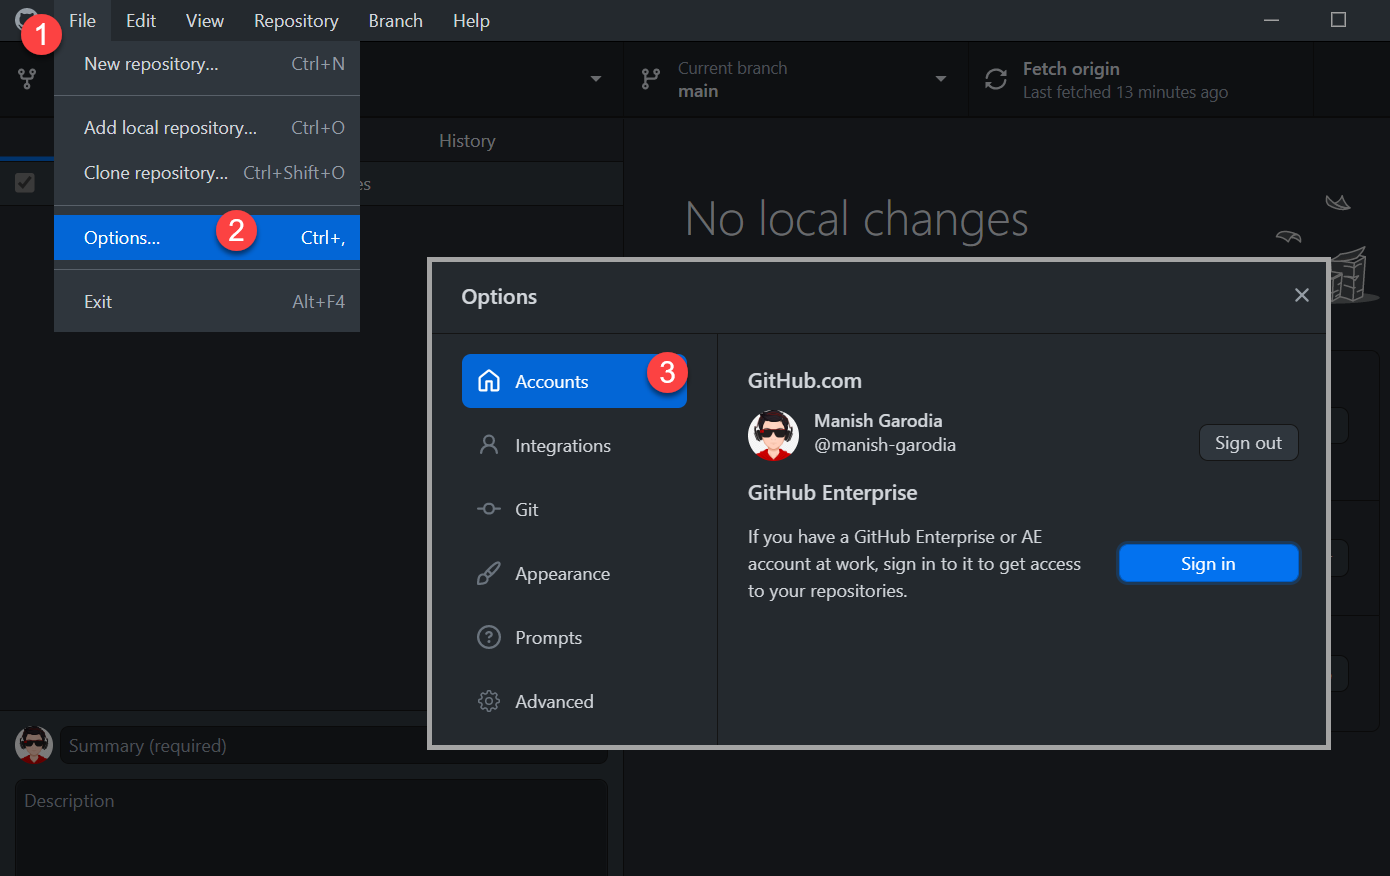 File Edit View Repository Branch Help
1
New repository... Ctrl+N
Add local repository... Ctrl+O
Clone repository... Ctrl+Shift+O
Options... 2 Ctrl+,
Exit Alt+F4
Current branch
main
Fetch origin
Last fetched 13 minutes ago
History
No local changes
Options
Accounts 3
Integrations
Git
Appearance
Prompts
Advanced
GitHub.com
Manish Garodia
@manish-garodia
Sign out
GitHub Enterprise
If you have a GitHub Enterprise or AE
account at work, sign in to it to get access
to your repositories.
Sign in
Summary (required)
Description